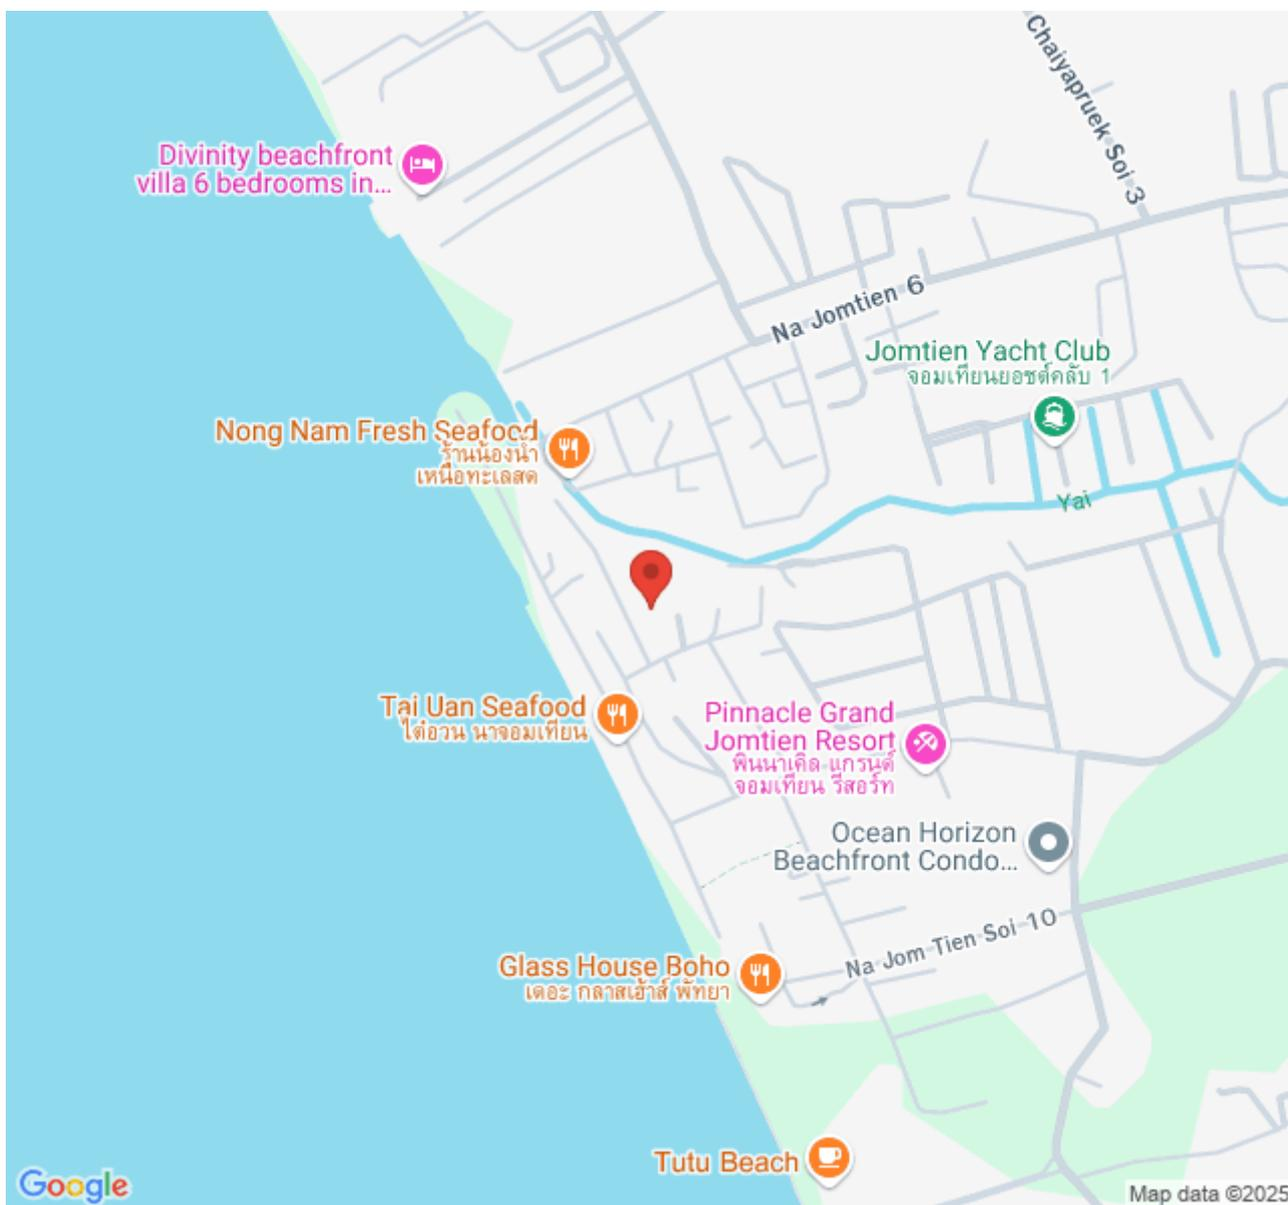 Chaiyapruek Soi 3
Divinity beachfront
villa 6 bedrooms in...
Na Jomtien 6
Jomtien Yacht Club
จอมเทียนยอชต์คลับ 1
Nong Nam Fresh Seafood
ร้านน้องน้ำ
เหนือทะเลสด
Yai
Tai Uan Seafood
ไต๋อวน นาจอมเทียน
Pinnacle Grand
Jomtien Resort
พินนาเคิล แกรนด์
จอมเทียน รีสอร์ท
Ocean Horizon
Beachfront Condo...
Na Jom Tien Soi 10
Glass House Boho
เดอะ กลาสเฮ้าส์ พัทยา
Tutu Beach
Google
Map data ©2025